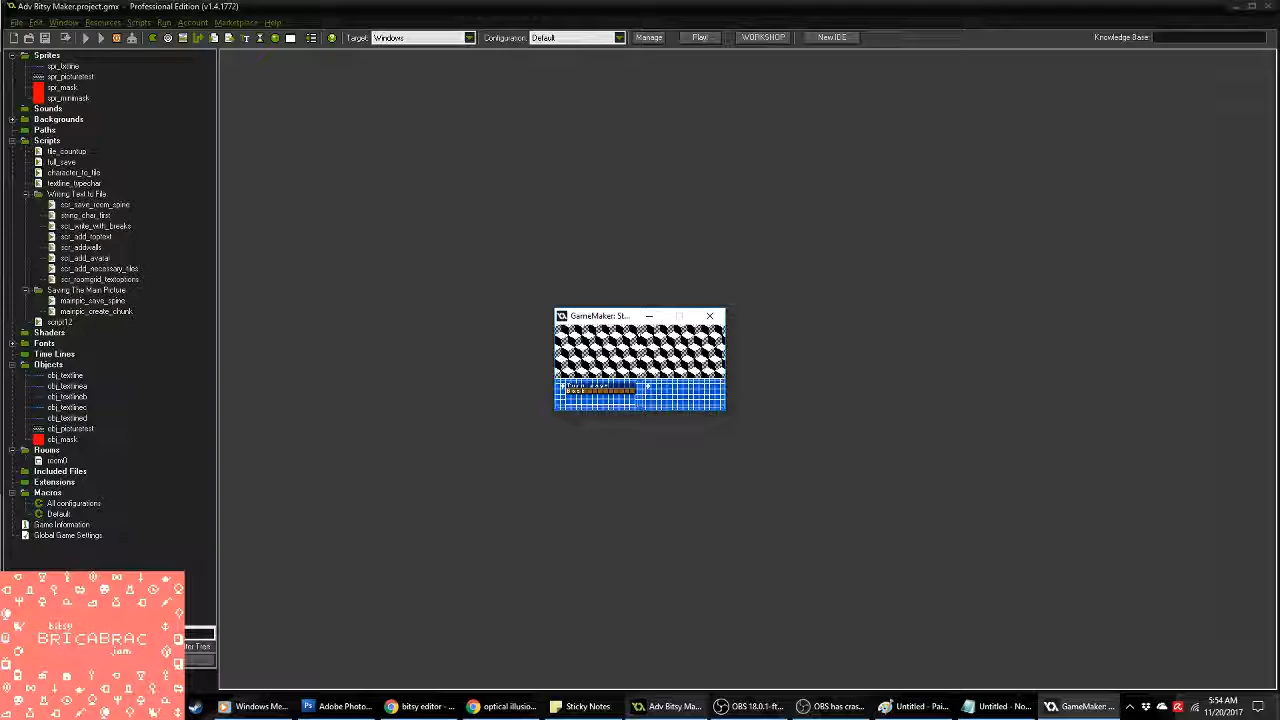 Adv Bitsy Maker.project.gmx - Professional Edition (v1.4.1772)
File Edit Window Resources Scripts Run Account Marketplace Help
Target: Windows Configuration: Default Manage Play! WORKSHOP New IDE Knowledge Base:
Sprites
spr_txtline
spr_picturetest
spr_mask
spr_minimask
Sounds
Backgrounds
Paths
Scripts
tile_countup
full_save
character_to_tile
textline_typechar
Writing Text to File
scr_save_room_spine
string_char_first
scr_write_with_breaks
scr_add_toptext
scr_addwalls
scr_add_avatar
scr_add_necessary_tiles
scr_roomgrid_textoptions
Saving The Main Picture
mainpic_save_spine
mainpic_create_chunk
script12
Shaders
Fonts
Time Lines
Objects
obj_textline
obj_textlinea
obj_textlineb
obj_textlinec
obj_textlined
obj_picturetest
obj_mask
Rooms
room0
Included Files
Extensions
Macros
All configurations
Default
Game Information
Global Game Settings
GameMaker: St...
bitsy
BRICABRAC
jam
Windows Me...
Adobe Photo...
bitsy editor - ...
optical illusio...
Sticky Notes
Adv Bitsy Ma...
OBS 18.0.1-ft...
OBS has cras...
Untitled - Pai...
Untitled - No...
GameMaker: ...
5:54 AM
11/20/2017